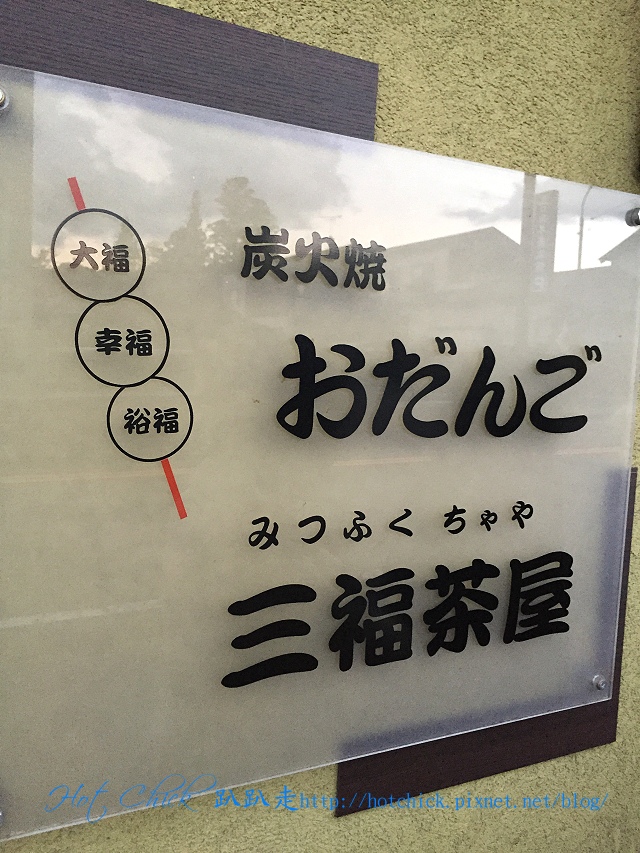 大福
幸福
裕福
炭火焼
おだんご
みつふくちゃや
三福茶屋
Hot Chick 趴趴走http://hotchick.pixnet.net/blog/